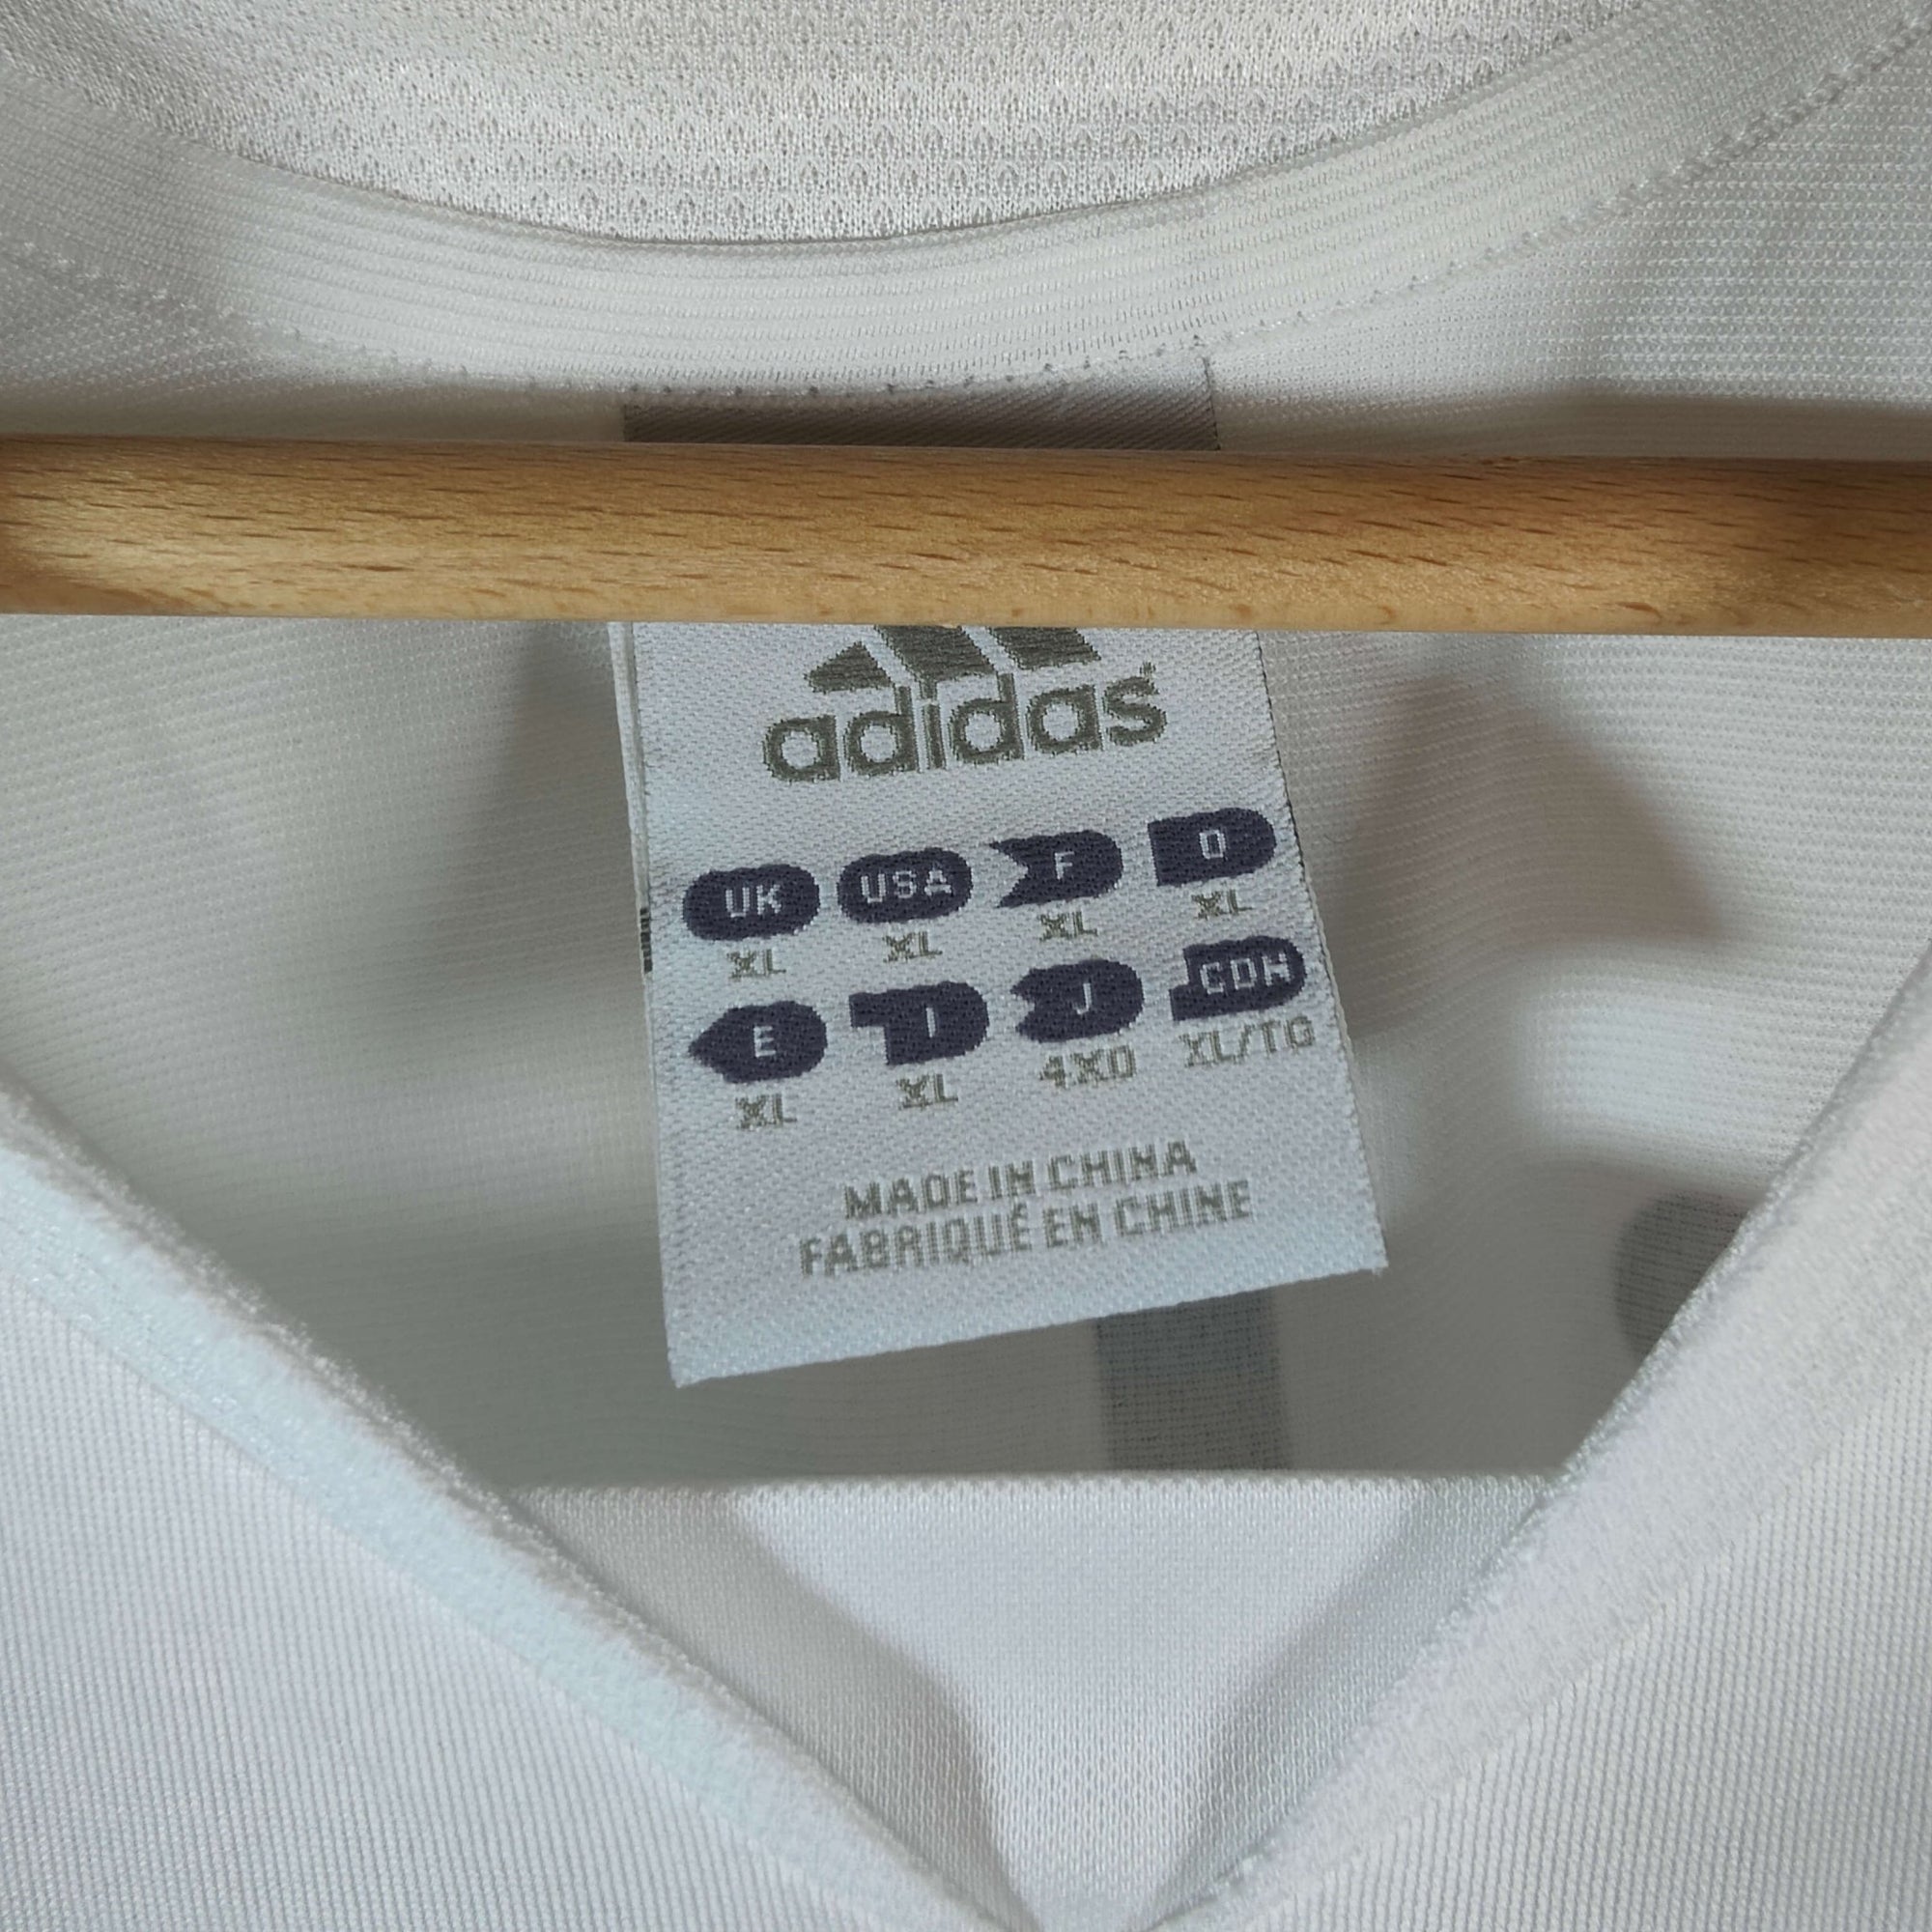 adidas
UK USA F D
XL XL XL XL
E I J CDN
XL XL 4XO XL/TG
MADE IN CHINA
FABRIQUÉ EN CHINE